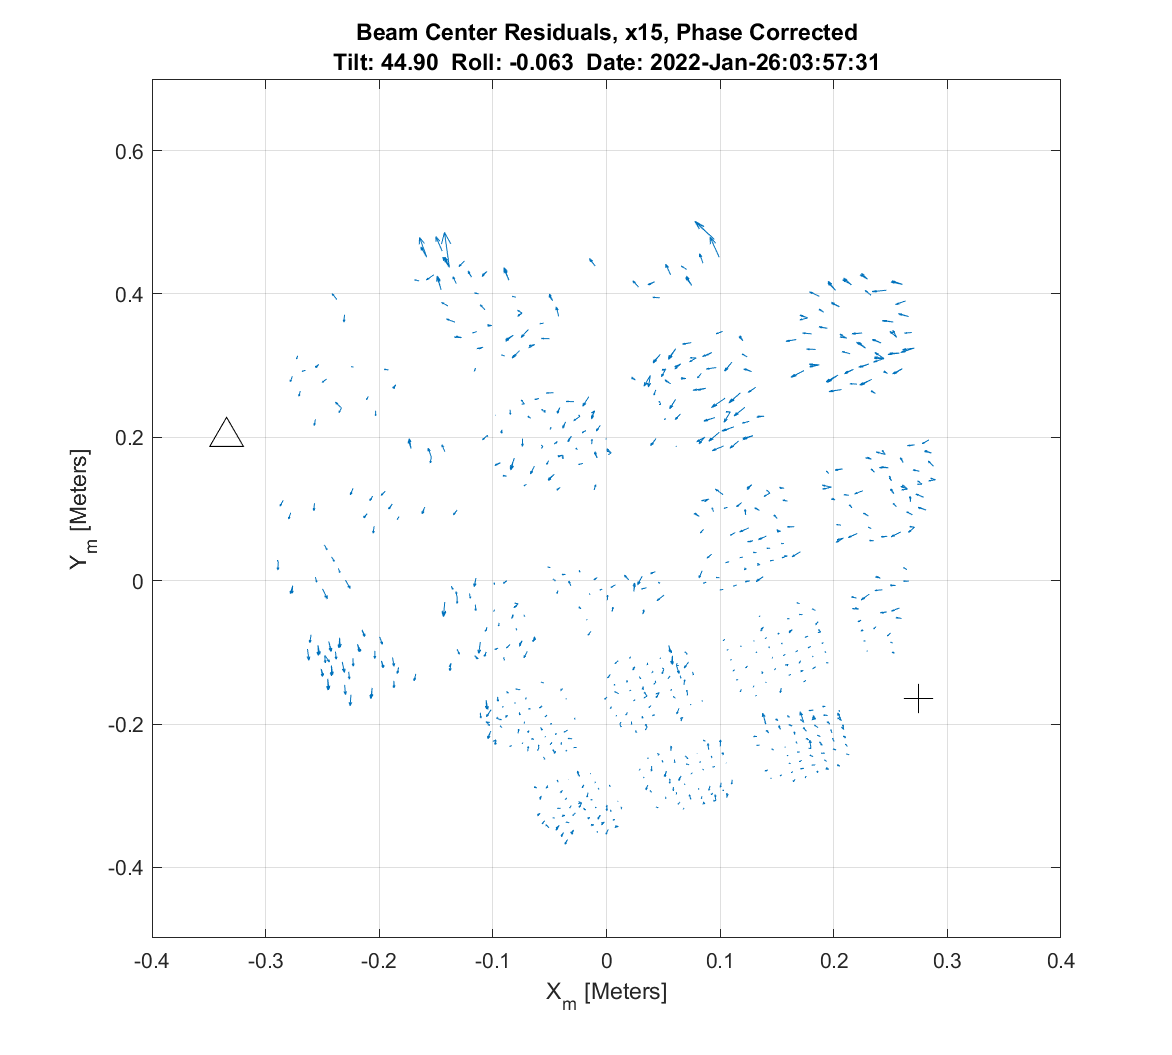 Beam Center Residuals, x15, Phase Corrected
Tilt: 44.90 Roll: -0.063 Date: 2022-Jan-26:03:57:31
0.6
0.4
0.2
0
-0.2
-0.4
Y_m [Meters]
-0.4 -0.3 -0.2 -0.1 0 0.1 0.2 0.3 0.4
X_m [Meters]